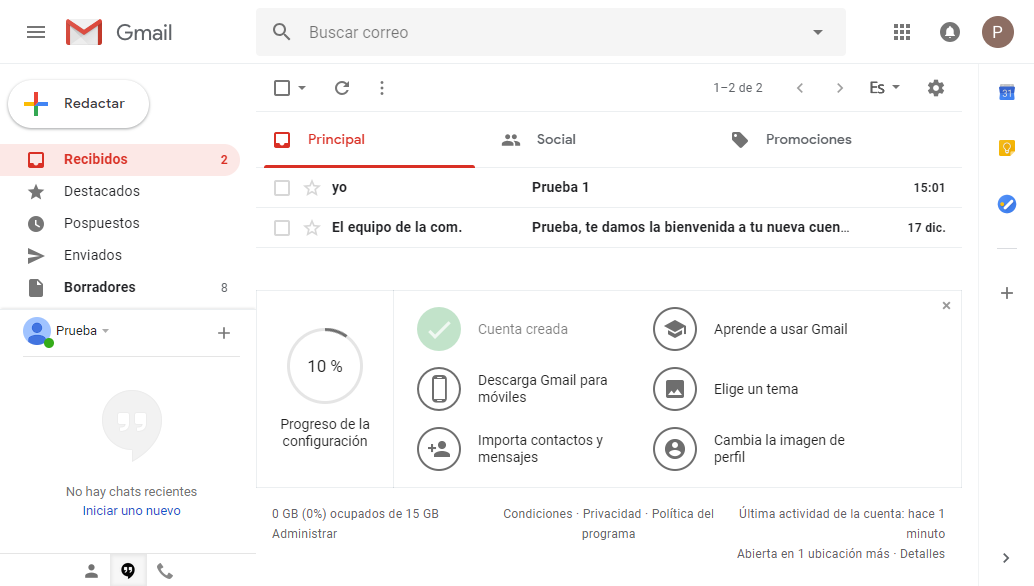 Gmail
Buscar correo
P
Redactar
1–2 de 2
Es
31
Recibidos 2
Destacados
Pospuestos
Enviados
Borradores 8
Prueba
No hay chats recientes
Iniciar uno nuevo
Principal
Social
Promociones
yo Prueba 1 15:01
El equipo de la com. Prueba, te damos la bienvenida a tu nueva cuen… 17 dic.
10 %
Progreso de la
configuración
Cuenta creada
Aprende a usar Gmail
Descarga Gmail para
móviles
Elige un tema
Importa contactos y
mensajes
Cambia la imagen de
perfil
0 GB (0%) ocupados de 15 GB
Administrar
Condiciones · Privacidad · Política del
programa
Última actividad de la cuenta: hace 1
minuto
Abierta en 1 ubicación más · Detalles